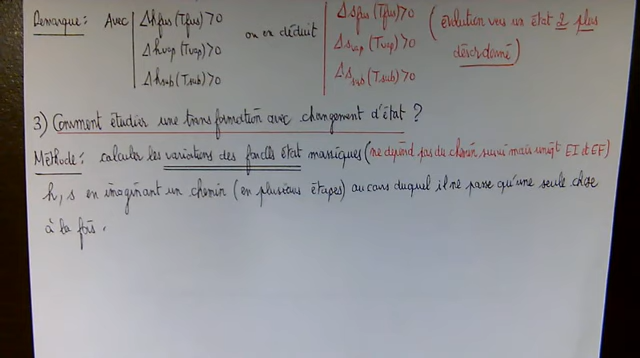 Remarque : Avec Δhfus(Tfus)>0 on en déduit Δsfus(Tfus)>0 (évolution vers un état 2 plus
Δhvap(Tvap)>0 Δsvap(Tvap)>0 désordonné)
Δhsub(Tsub)>0 Δssub(Tsub)>0
3) Comment étudier une transformation avec changement d'état ?
Méthode : calculer les variations des foncles état massiques (ne dépend pas du chemin suivi mais uniqt EI et EF)
h, s en imaginant un chemin (en plusieurs étapes) au cours duquel il ne passe qu'une seule chose
à la fois.